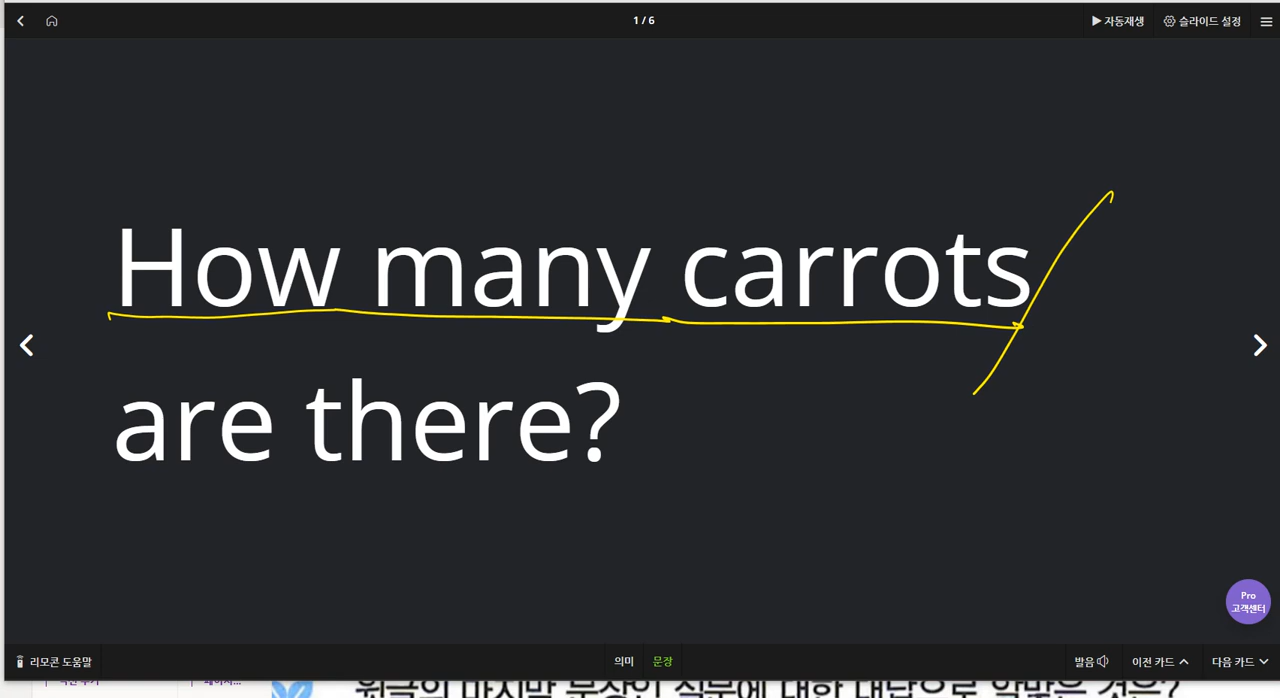 1 / 6
자동재생
슬라이드 설정
How many carrots
are there?
Pro
고객센터
리모콘 도움말
의미
문장
발음
이전 카드
다음 카드